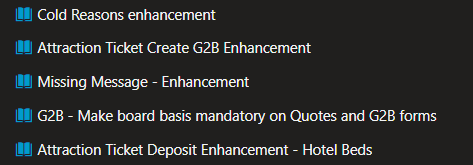 Cold Reasons enhancement
Attraction Ticket Create G2B Enhancement
Missing Message - Enhancement
G2B - Make board basis mandatory on Quotes and G2B forms
Attraction Ticket Deposit Enhancement - Hotel Beds